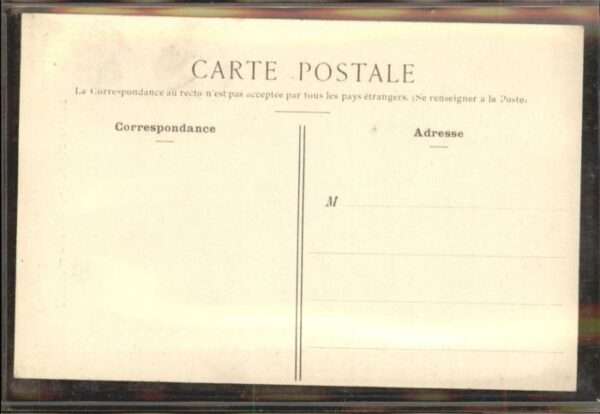 CARTE POSTALE
La Correspondance au recto n'est pas acceptée par tous les pays étrangers. (Se renseigner à la Poste.
Correspondance
Adresse
M